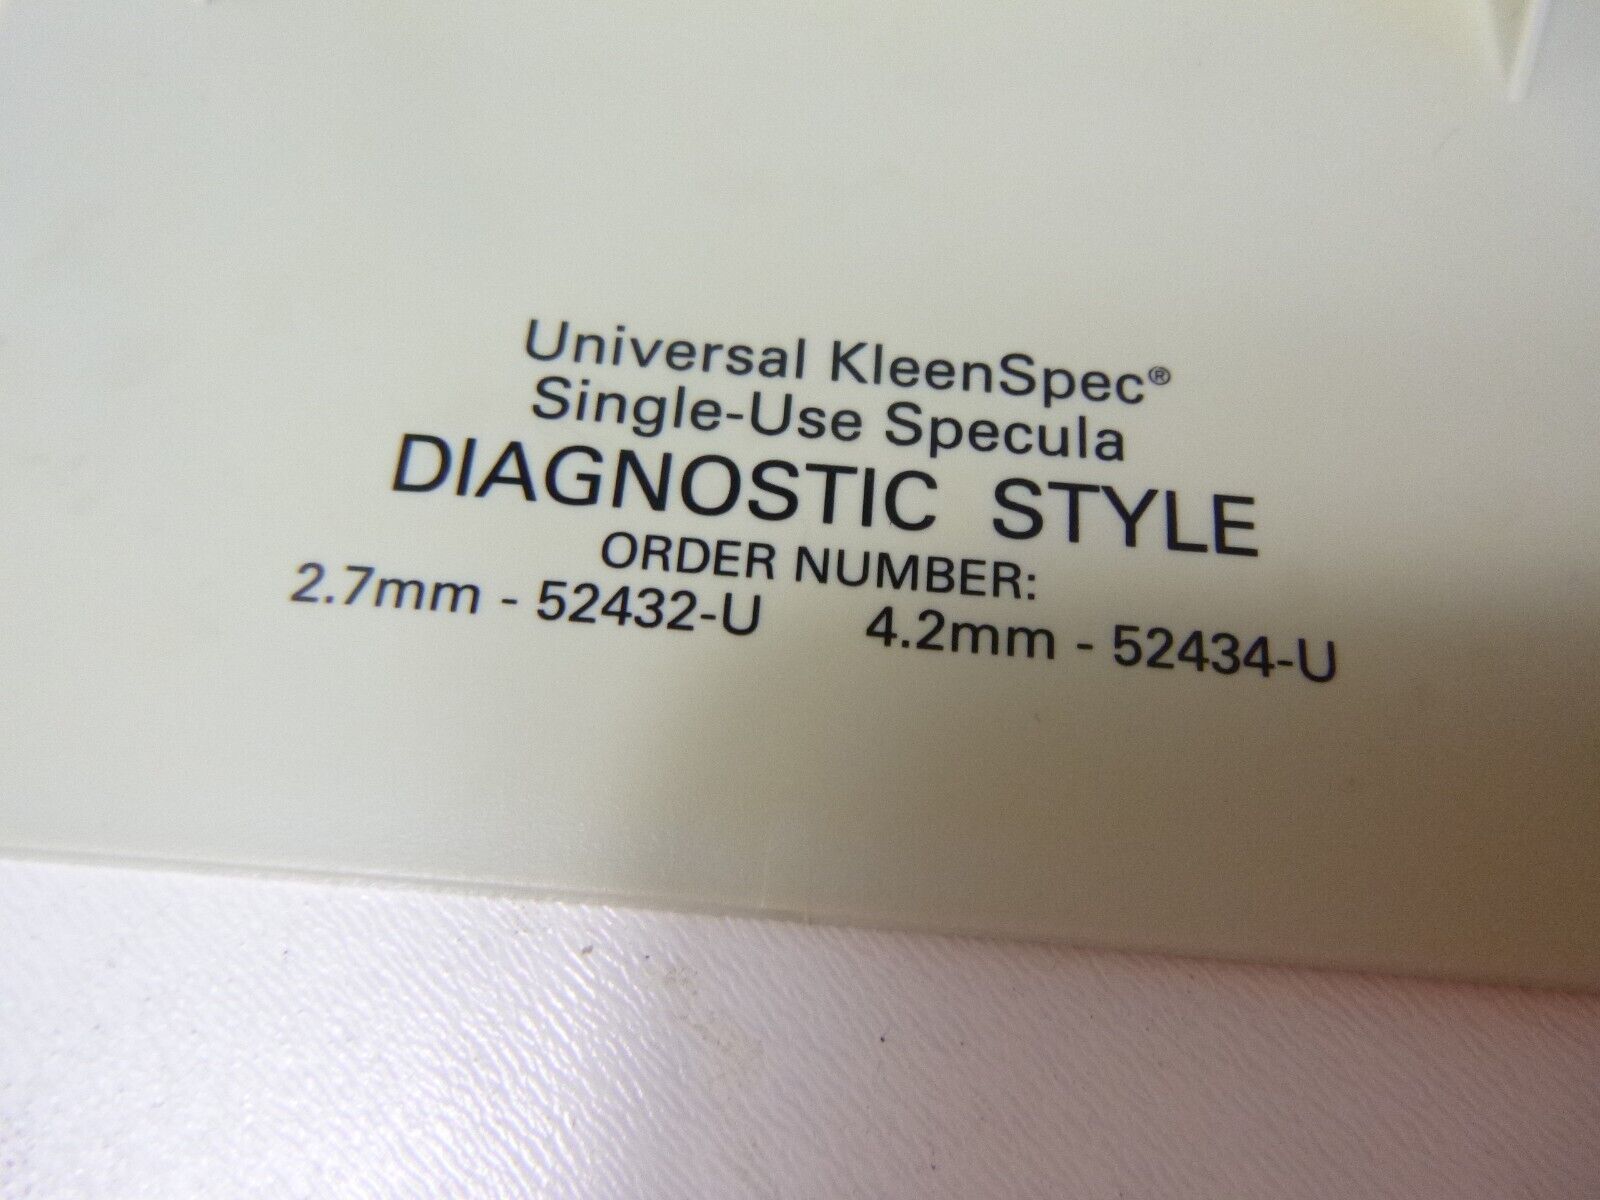 Universal KleenSpec®
Single-Use Specula
DIAGNOSTIC STYLE
ORDER NUMBER:
2.7mm - 52432-U 4.2mm - 52434-U